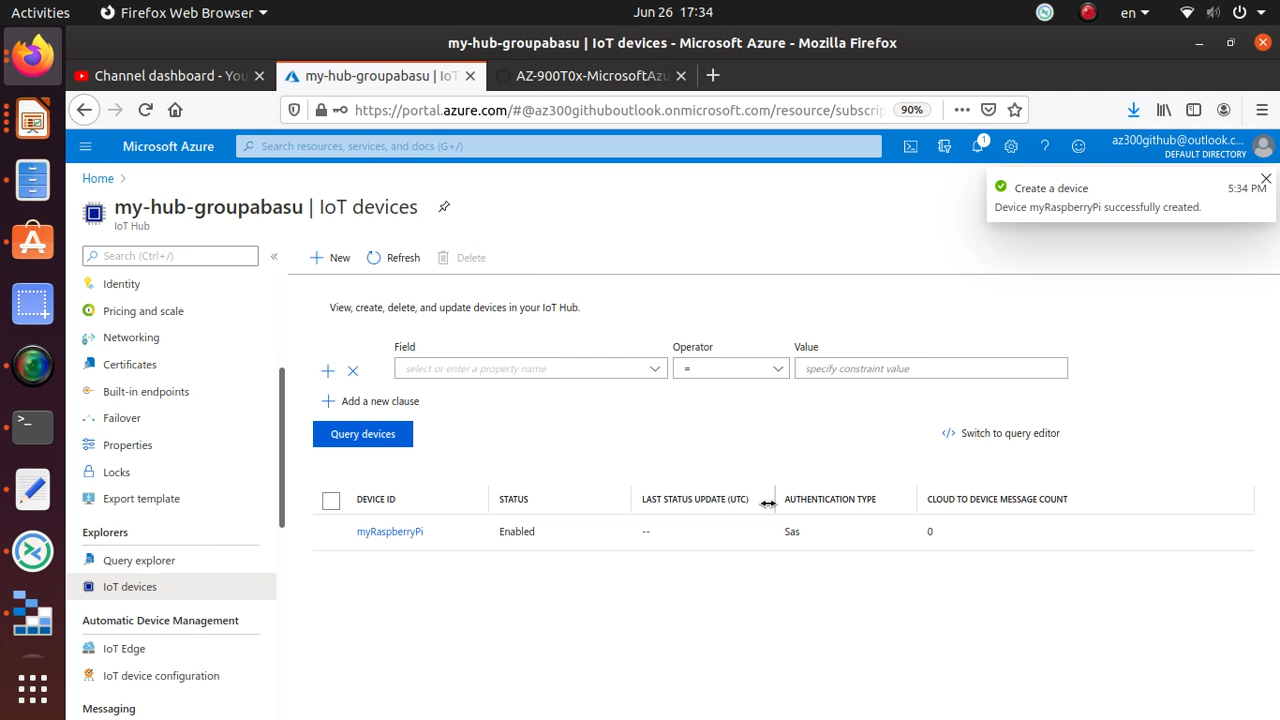 Activities
Firefox Web Browser
Jun 26 17:34
en
my-hub-groupabasu | IoT devices - Microsoft Azure - Mozilla Firefox
Channel dashboard - You
my-hub-groupabasu | IoT
AZ-900T0x-MicrosoftAzu
https://portal.azure.com/#@az300githuboutlook.onmicrosoft.com/resource/subscrip
90%
Microsoft Azure
Search resources, services, and docs (G+/)
1
az300github@outlook.c...
DEFAULT DIRECTORY
Home
my-hub-groupabasu | IoT devices
IoT Hub
Create a device
5:34 PM
Device myRaspberryPi successfully created.
Search (Ctrl+/)
New
Refresh
Delete
Identity
Pricing and scale
Networking
Certificates
Built-in endpoints
Failover
Properties
Locks
Export template
Explorers
Query explorer
IoT devices
Automatic Device Management
IoT Edge
IoT device configuration
Messaging
View, create, delete, and update devices in your IoT Hub.
Field
Operator
Value
select or enter a property name
=
specify constraint value
Add a new clause
Query devices
Switch to query editor
DEVICE ID
STATUS
LAST STATUS UPDATE (UTC)
AUTHENTICATION TYPE
CLOUD TO DEVICE MESSAGE COUNT
myRaspberryPi
Enabled
--
Sas
0